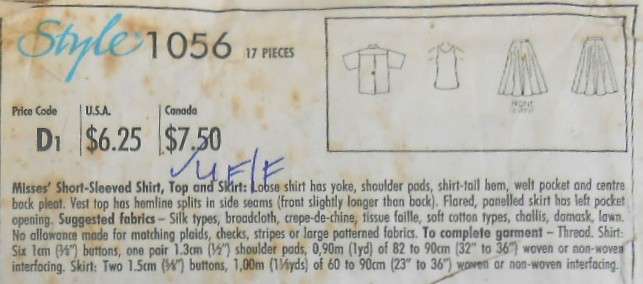 Style 1056 17 PIECES
Price Code U.S.A. Canada
D1 $6.25 $7.50
FRONT
UF/F
Misses' Short-Sleeved Shirt, Top and Skirt: Loose shirt has yoke, shoulder pads, shirt-tail hem, welt pocket and centre
back pleat. Vest top has hemline splits in side seams (front slightly longer than back). Flared, panelled skirt has left pocket
opening. Suggested fabrics – Silk types, broadcloth, crepe-de-chine, tissue faille, soft cotton types, challis, damask, lawn.
No allowance made for matching plaids, checks, stripes or large patterned fabrics. To complete garment – Thread. Shirt:
Six 1cm (⅜") buttons, one pair 1.3cm (½") shoulder pads, 0,90m (1yd) of 82 to 90cm (32" to 36") woven or non-woven
interfacing. Skirt: Two 1.5cm (⅝") buttons, 1,00m (1⅛yds) of 60 to 90cm (23" to 36") woven or non-woven interfacing.